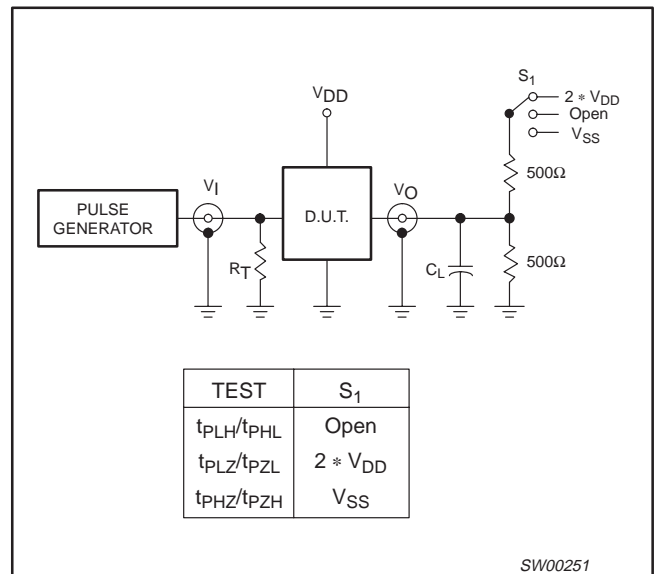 S1
2 * VDD
Open
VSS
VDD
500Ω
PULSE
GENERATOR
VI
D.U.T.
VO
RT
CL
500Ω
TEST S1
tPLH/tPHL Open
tPLZ/tPZL 2 * VDD
tPHZ/tPZH VSS
SW00251